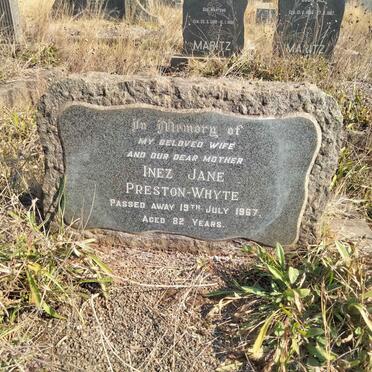 MARITZ
MARITZ
In Memory of
MY BELOVED WIFE
AND OUR DEAR MOTHER
INEZ JANE
PRESTON-WHYTE
PASSED AWAY 19TH JULY 1967.
AGED 82 YEARS.